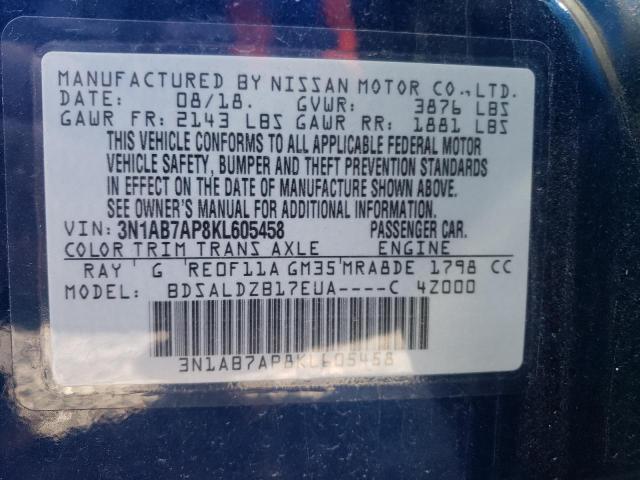 MANUFACTURED BY NISSAN MOTOR CO.,LTD.
DATE: 08/18. GVWR: 3876 LBS
GAWR FR: 2143 LBS GAWR RR: 1881 LBS
THIS VEHICLE CONFORMS TO ALL APPLICABLE FEDERAL MOTOR
VEHICLE SAFETY, BUMPER AND THEFT PREVENTION STANDARDS
IN EFFECT ON THE DATE OF MANUFACTURE SHOWN ABOVE.
SEE OWNER'S MANUAL FOR ADDITIONAL INFORMATION
VIN: 3N1AB7AP8KL605458 PASSENGER CAR.
COLOR TRIM TRANS AXLE ENGINE
RAY G RE0F11A GM35 MRA8DE 1798 CC
MODEL: BDSALDZB17EUA----C 4Z000
3N1AB7AP8KL605458